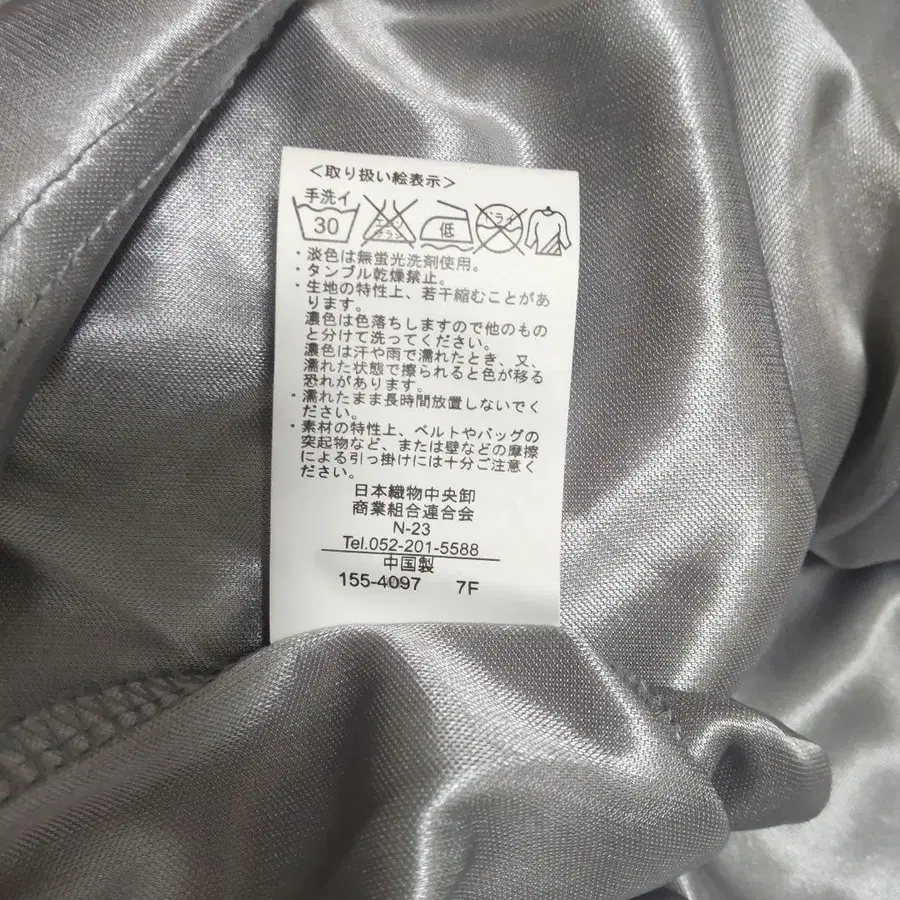 <取り扱い絵表示>
手洗イ
30 エンソサラシ 低 ドライ
・淡色は無蛍光洗剤使用。
・タンブル乾燥禁止。
・生地の特性上、若干縮むことがあ
ります。
濃色は色落ちしますので他のもの
と分けて洗ってください。
濃色は汗や雨で濡れたとき、又、
濡れた状態で擦られると色が移る
恐れがあります。
・濡れたまま長時間放置しないでく
ださい。
・素材の特性上、ベルトやバッグの
突起物など、または壁などの摩擦
による引っ掛けには十分ご注意く
ださい。
日本織物中央卸
商業組合連合会
N-23
Tel.052-201-5588
中国製
155-4097 7F